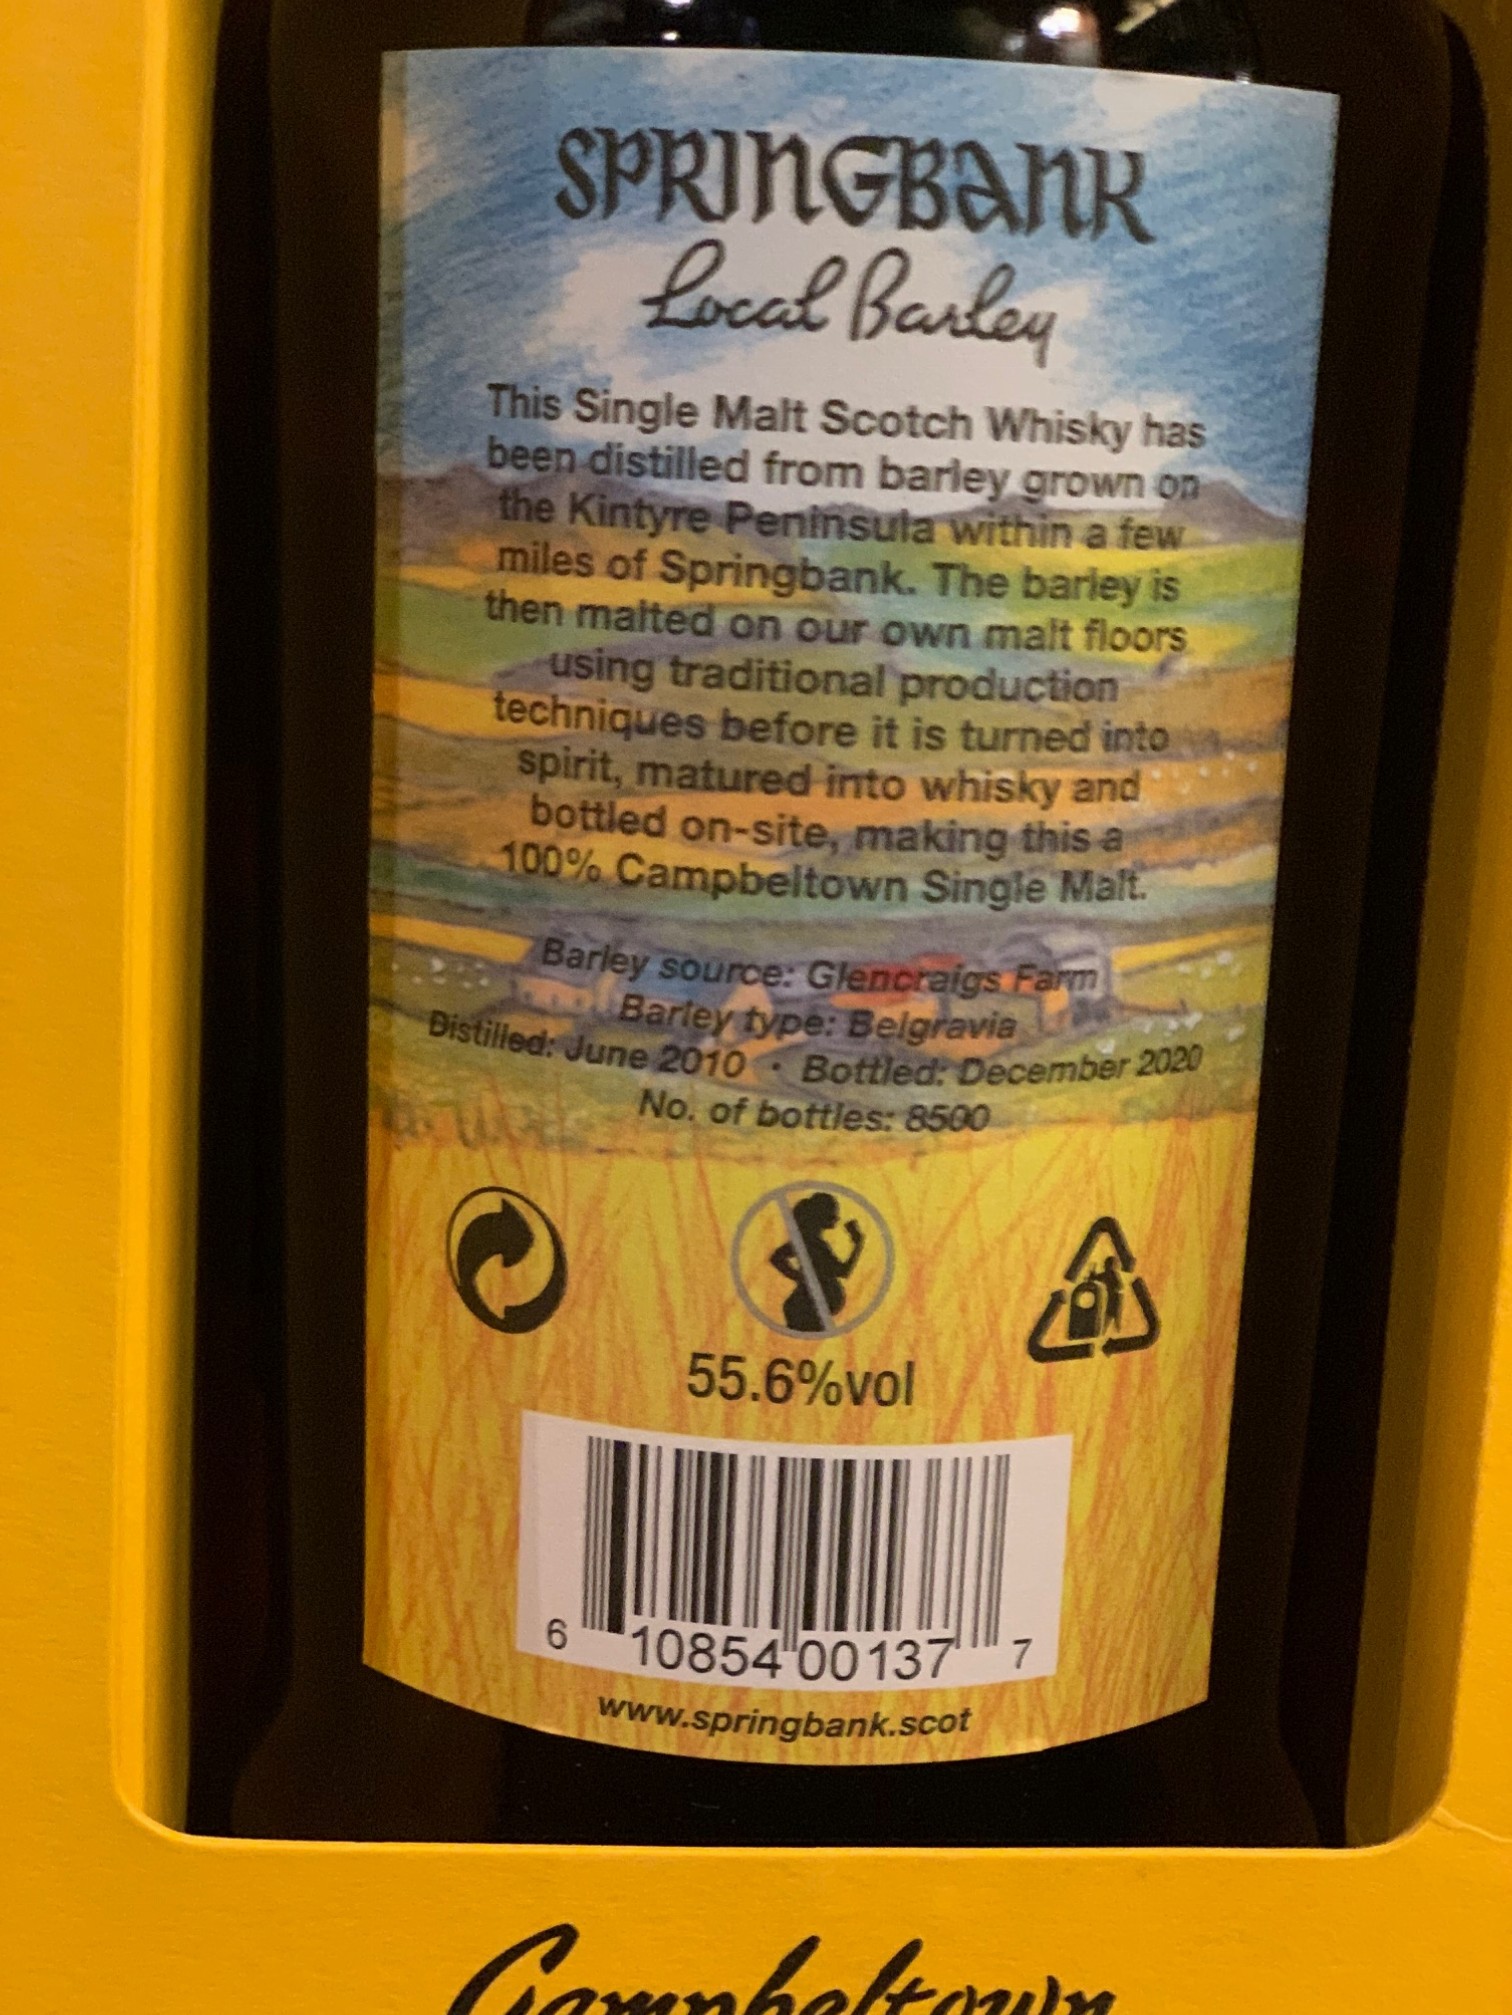 SPRINGBANK
Local Barley
This Single Malt Scotch Whisky has
been distilled from barley grown on
the Kintyre Peninsula within a few
miles of Springbank. The barley is
then malted on our own malt floors
using traditional production
techniques before it is turned into
spirit, matured into whisky and
bottled on-site, making this a
100% Campbeltown Single Malt.
Barley source: Glencraigs Farm
Barley type: Belgravia
Distilled: June 2010 · Bottled: December 2020
No. of bottles: 8500
55.6%vol
6 10854 00137 7
www.springbank.scot
Campbeltown